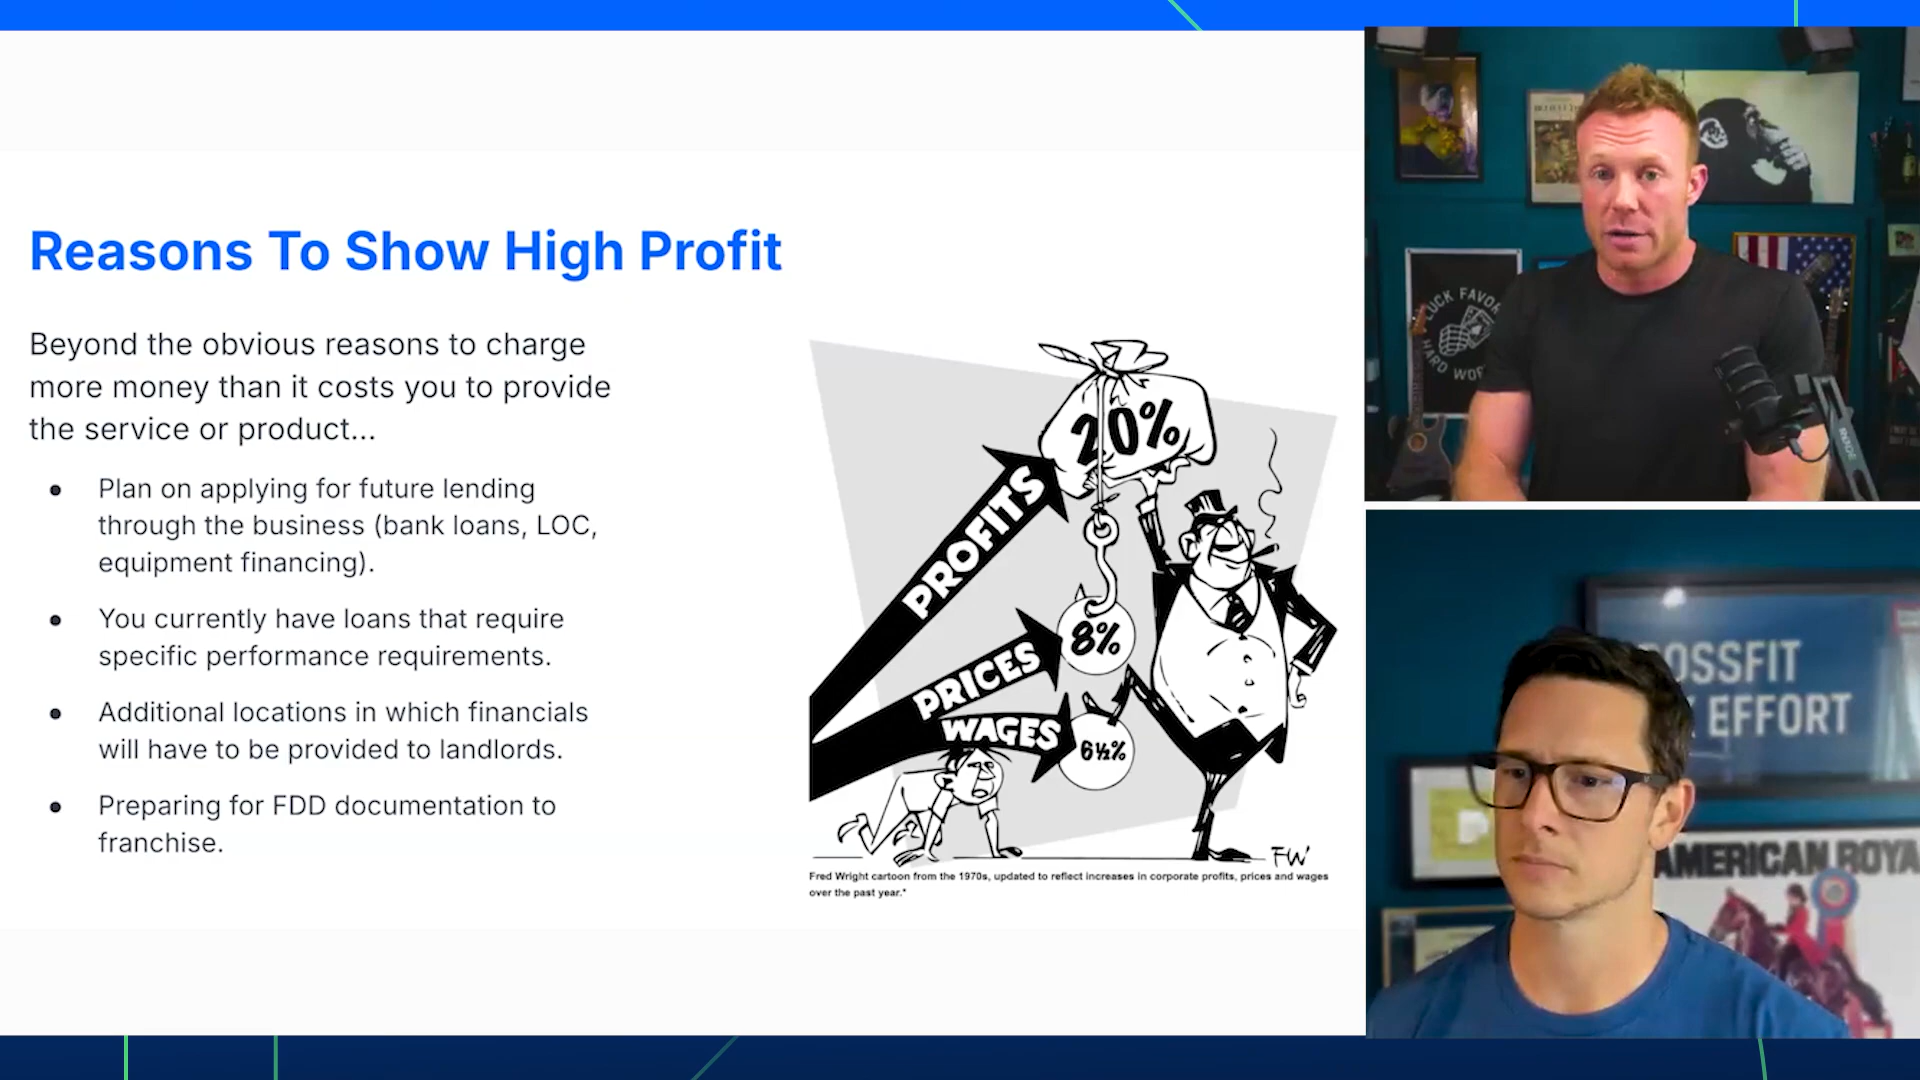 Reasons To Show High Profit
Beyond the obvious reasons to charge
more money than it costs you to provide
the service or product...
Plan on applying for future lending
through the business (bank loans, LOC,
equipment financing).
You currently have loans that require
specific performance requirements.
Additional locations in which financials
will have to be provided to landlords.
Preparing for FDD documentation to
franchise.
20%
PROFITS
8%
PRICES
WAGES
6½%
FW
Fred Wright cartoon from the 1970s, updated to reflect increases in corporate profits, prices and wages
over the past year.*
LUCK FAVOR
HARD WOR
RODE
OSSFIT
EFFORT
AMERICAN ROYA